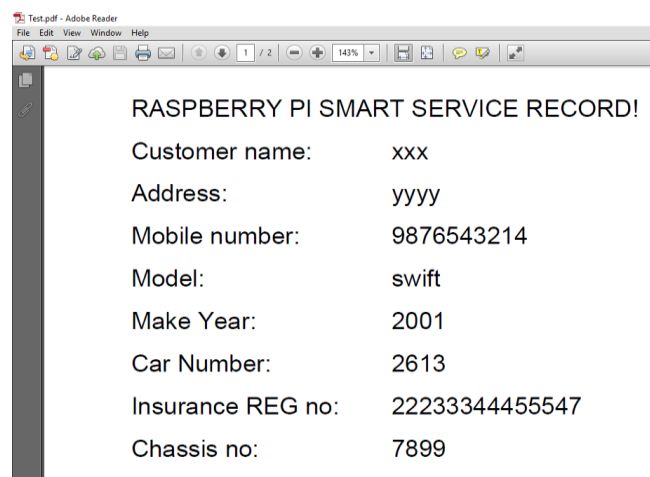 Test.pdf - Adobe Reader
File Edit View Window Help
1 / 2 143%
RASPBERRY PI SMART SERVICE RECORD!
Customer name: xxx
Address: yyyy
Mobile number: 9876543214
Model: swift
Make Year: 2001
Car Number: 2613
Insurance REG no: 22233344455547
Chassis no: 7899